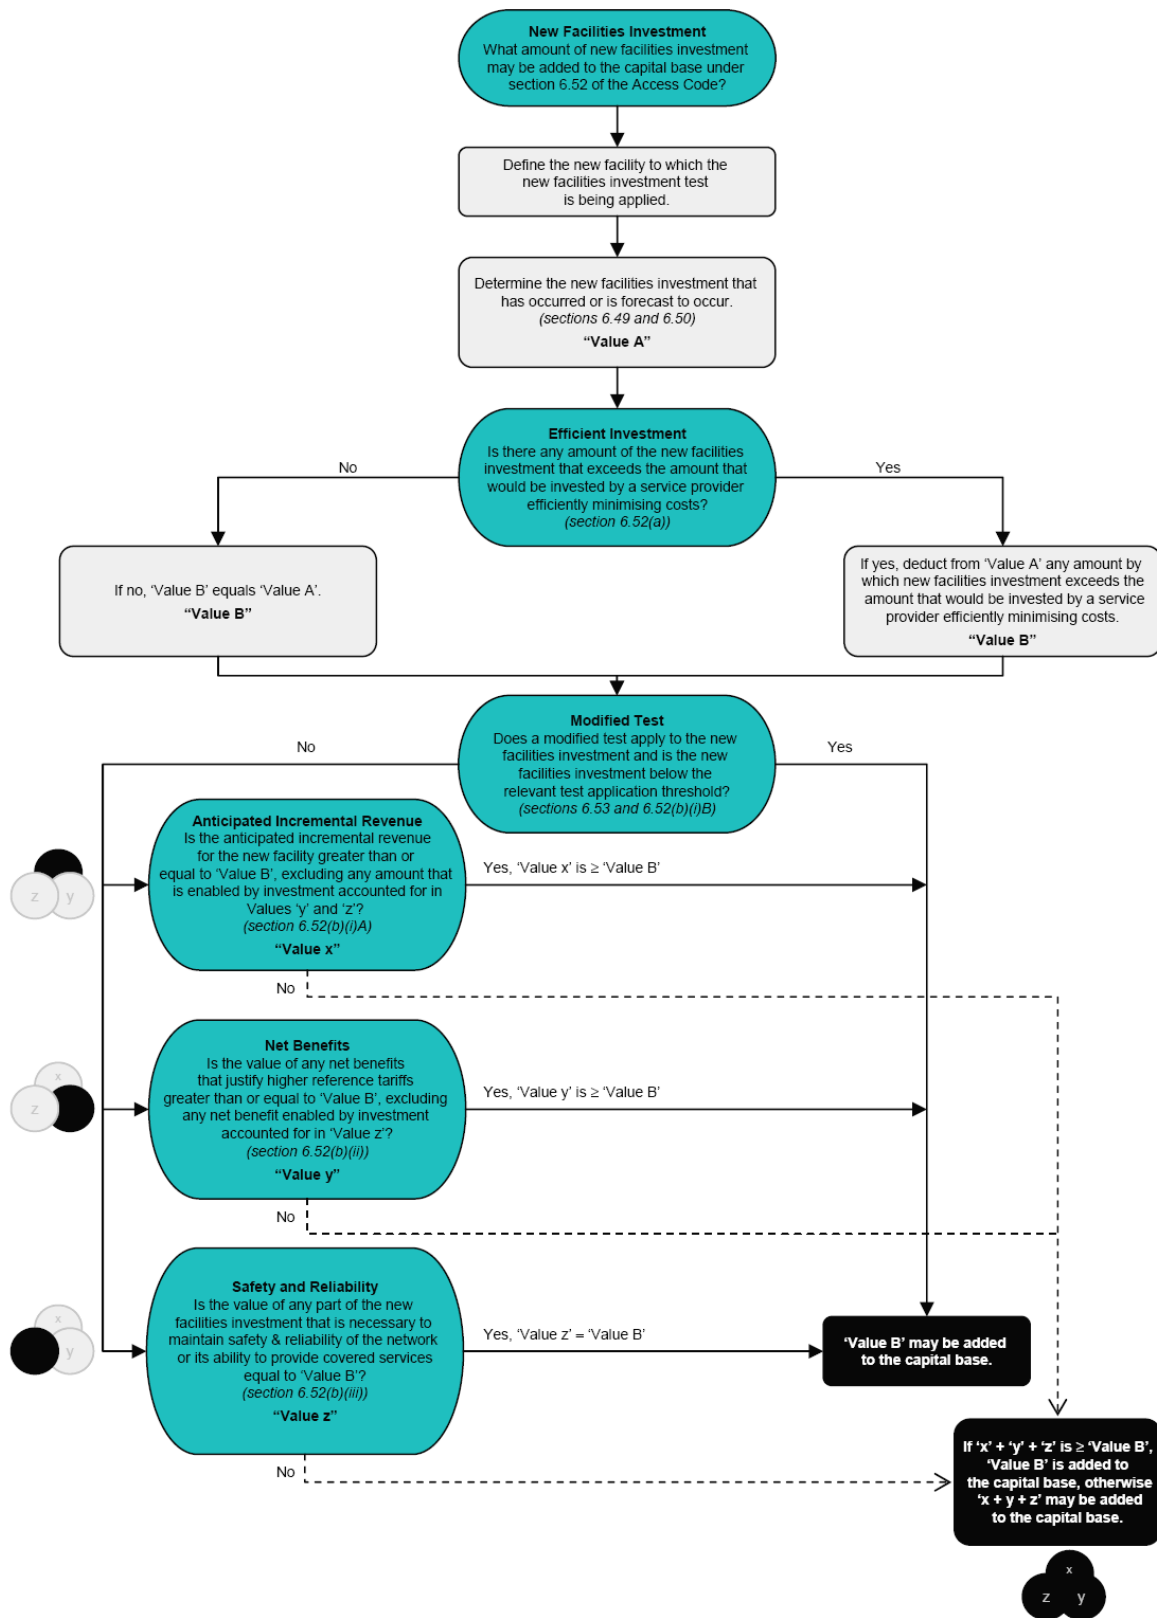 New Facilities Investment
What amount of new facilities investment
may be added to the capital base under
section 6.52 of the Access Code?
Define the new facility to which the
new facilities investment test
is being applied.
Determine the new facilities investment that
has occurred or is forecast to occur.
(sections 6.49 and 6.50)
“Value A”
Efficient Investment
Is there any amount of the new facilities
investment that exceeds the amount that
would be invested by a service provider
efficiently minimising costs?
(section 6.52(a))
No
Yes
If no, ‘Value B’ equals ‘Value A’.
“Value B”
If yes, deduct from ‘Value A’ any amount by
which new facilities investment exceeds the
amount that would be invested by a service
provider efficiently minimising costs.
“Value B”
Modified Test
Does a modified test apply to the new
facilities investment and is the new
facilities investment below the
relevant test application threshold?
(sections 6.53 and 6.52(b)(i)B)
No
Yes
Anticipated Incremental Revenue
Is the anticipated incremental revenue
for the new facility greater than or
equal to ‘Value B’, excluding any amount that
is enabled by investment accounted for in
Values ‘y’ and ‘z’?
(section 6.52(b)(i)A)
“Value x”
Yes, ‘Value x’ is ≥ ‘Value B’
z y
No
Net Benefits
Is the value of any net benefits
that justify higher reference tariffs
greater than or equal to ‘Value B’, excluding
any net benefit enabled by investment
accounted for in ‘Value z’?
(section 6.52(b)(ii))
“Value y”
Yes, ‘Value y’ is ≥ ‘Value B’
x
z
No
Safety and Reliability
Is the value of any part of the new
facilities investment that is necessary to
maintain safety & reliability of the network
or its ability to provide covered services
equal to ‘Value B’?
(section 6.52(b)(iii))
“Value z”
Yes, ‘Value z’ = ‘Value B’
x
y
No
‘Value B’ may be added
to the capital base.
If ‘x’ + ‘y’ + ‘z’ is ≥ ‘Value B’,
‘Value B’ is added to
the capital base, otherwise
‘x + y + z’ may be added
to the capital base.
x
z y